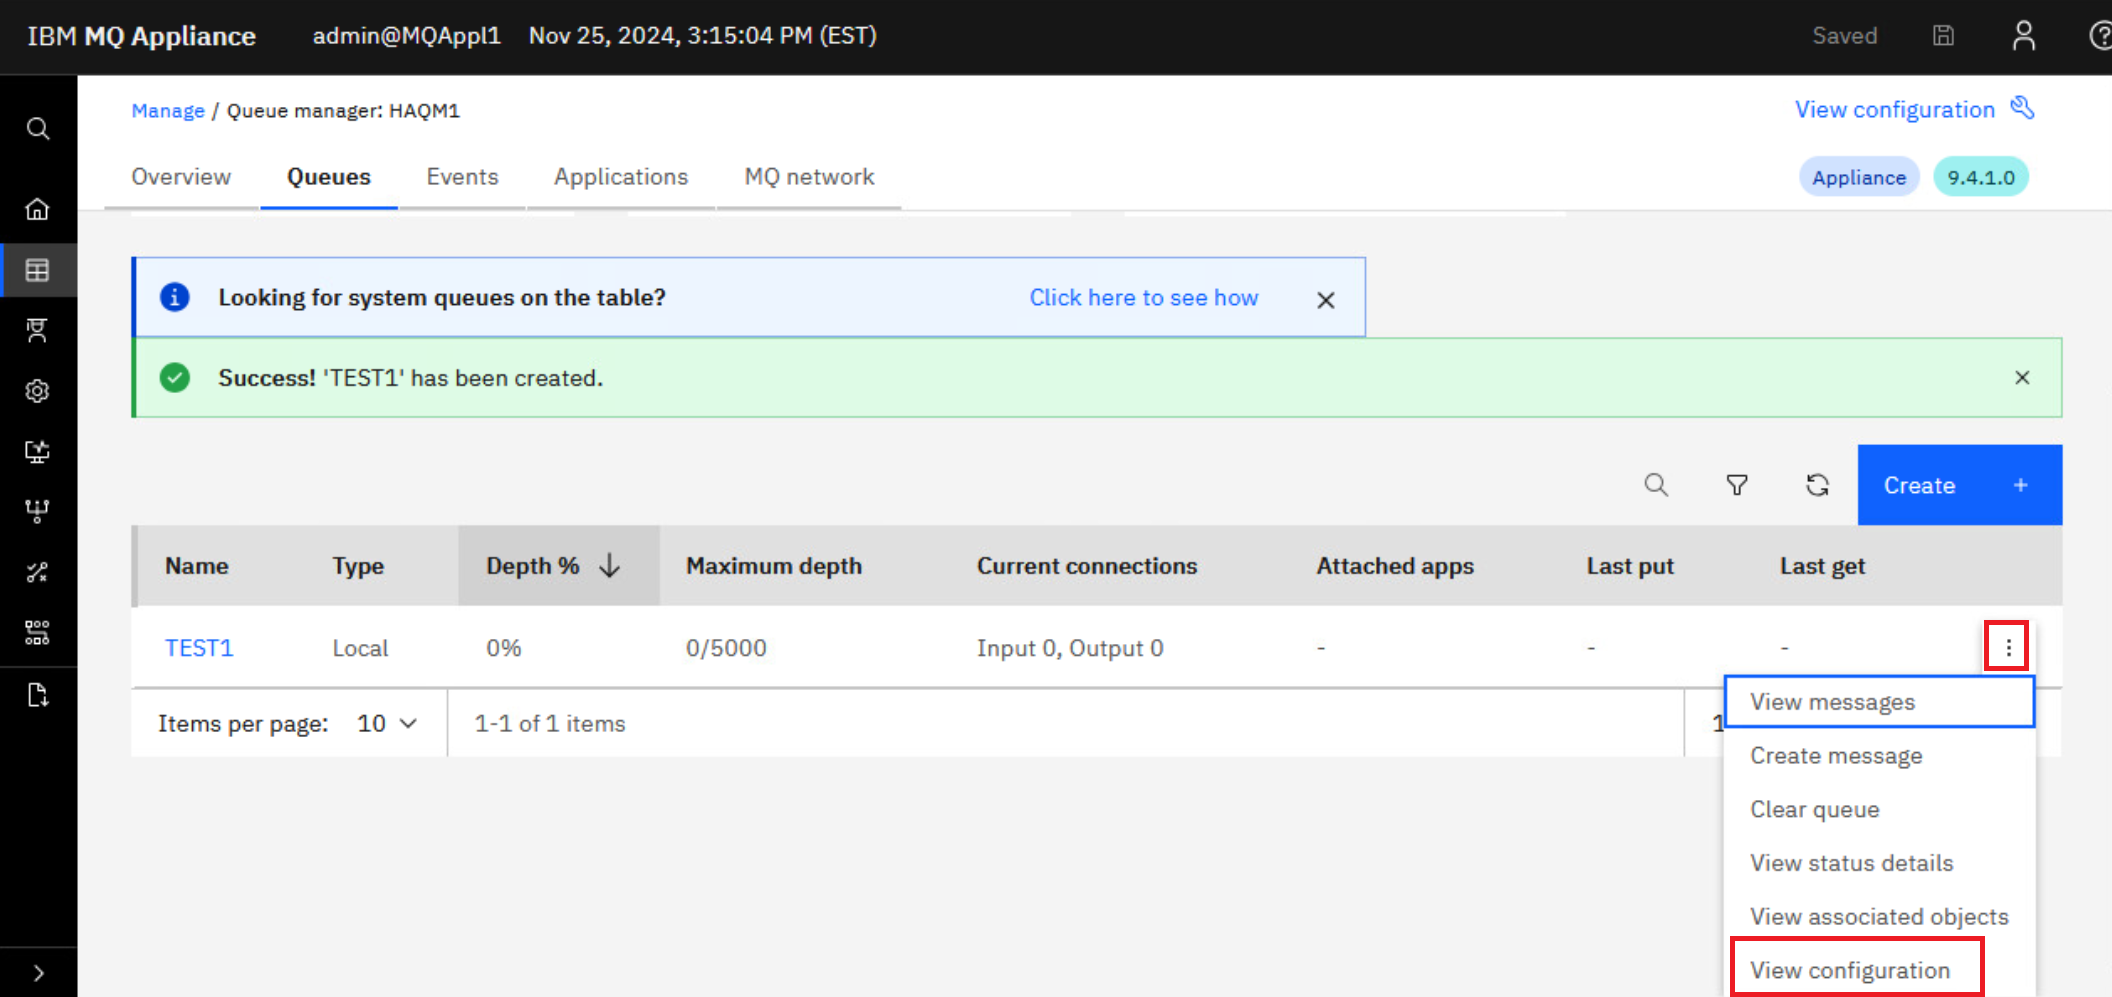 IBM MQ Appliance admin@MQAppl1 Nov 25, 2024, 3:15:04 PM (EST) Saved
Manage / Queue manager: HAQM1 View configuration
Overview Queues Events Applications MQ network Appliance 9.4.1.0
Looking for system queues on the table? Click here to see how
Success! 'TEST1' has been created.
Create +
Name Type Depth % Maximum depth Current connections Attached apps Last put Last get
TEST1 Local 0% 0/5000 Input 0, Output 0 - - -
Items per page: 10 1-1 of 1 items 1
View messages
Create message
Clear queue
View status details
View associated objects
View configuration